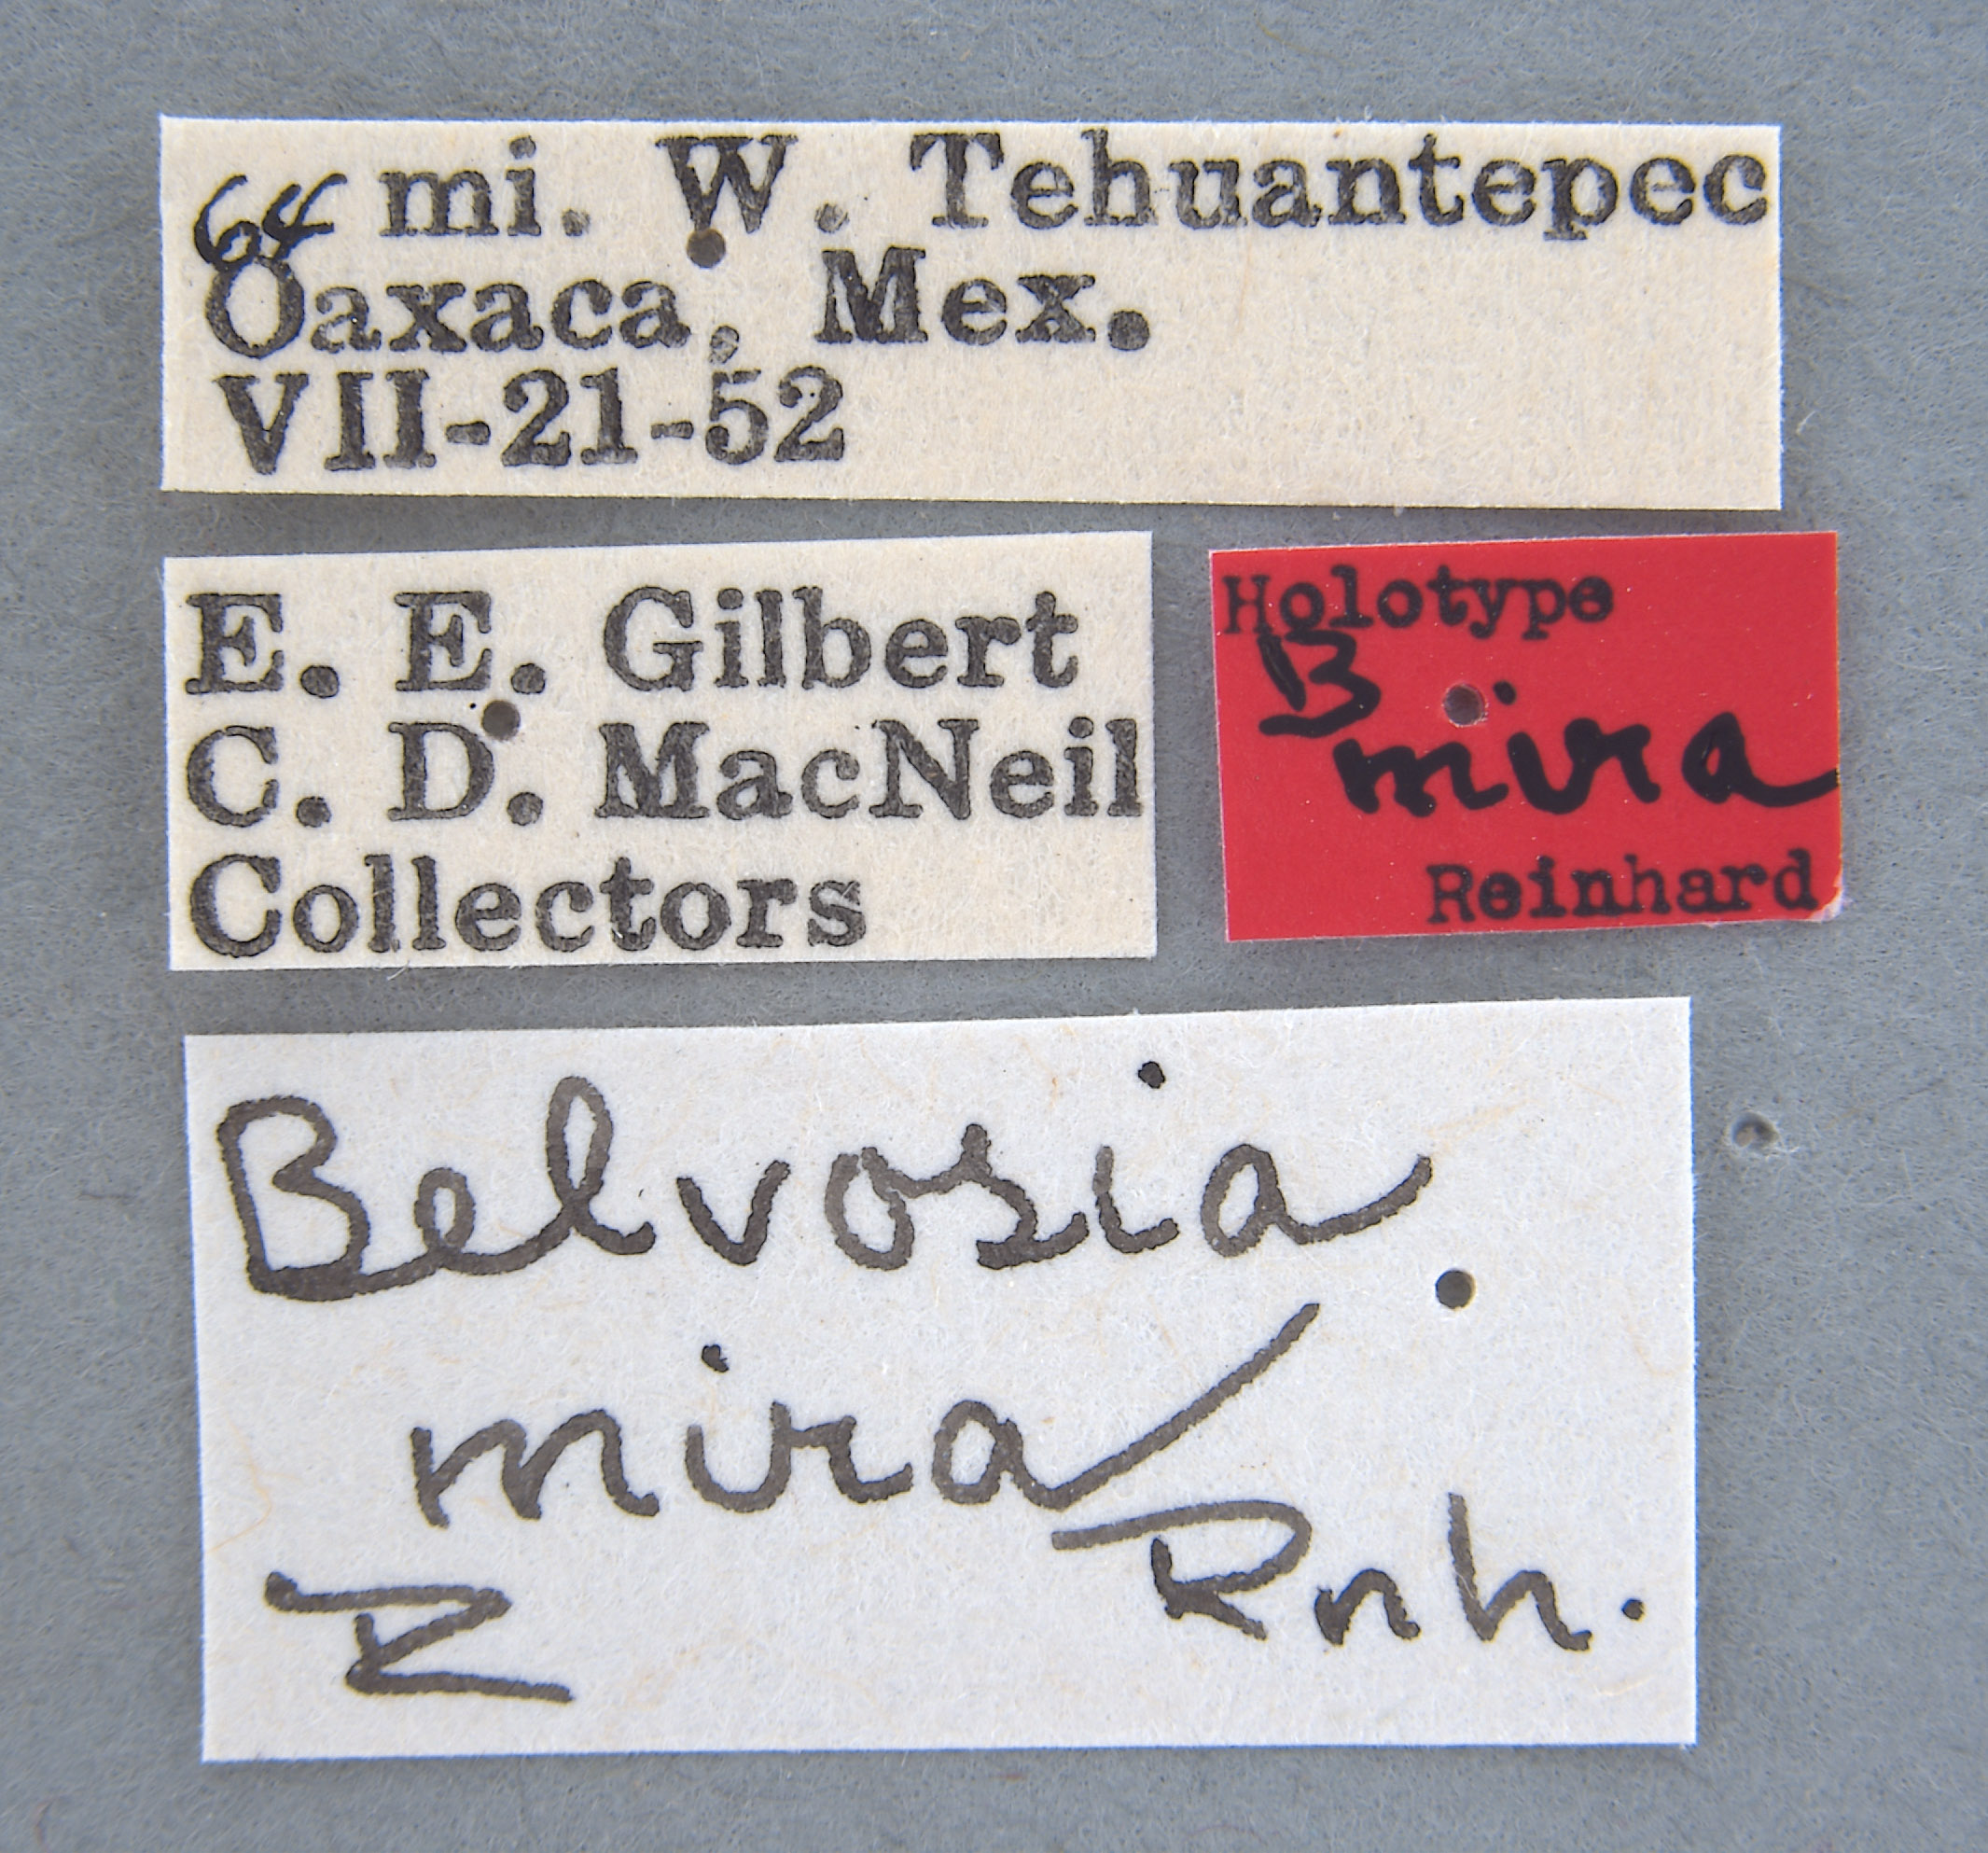 64 mi. W. Tehuantepec
Oaxaca, Mex.
VII-21-52
E. E. Gilbert
C. D. MacNeil
Collectors
Holotype
B
mira
Reinhard
Belvosia
mira
Rnh.
R